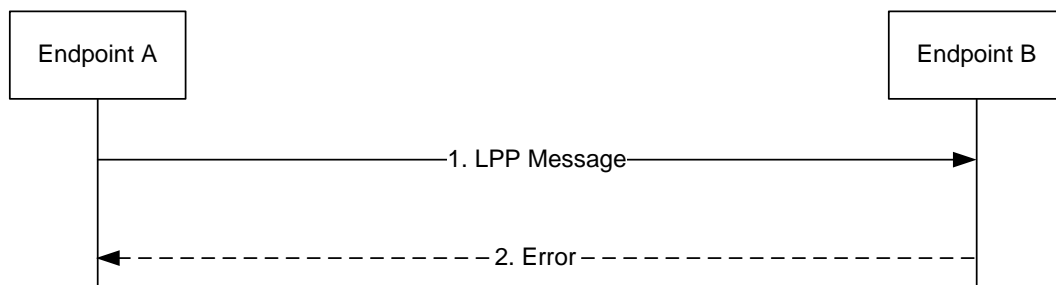 Endpoint A
Endpoint B
1. LPP Message
2. Error